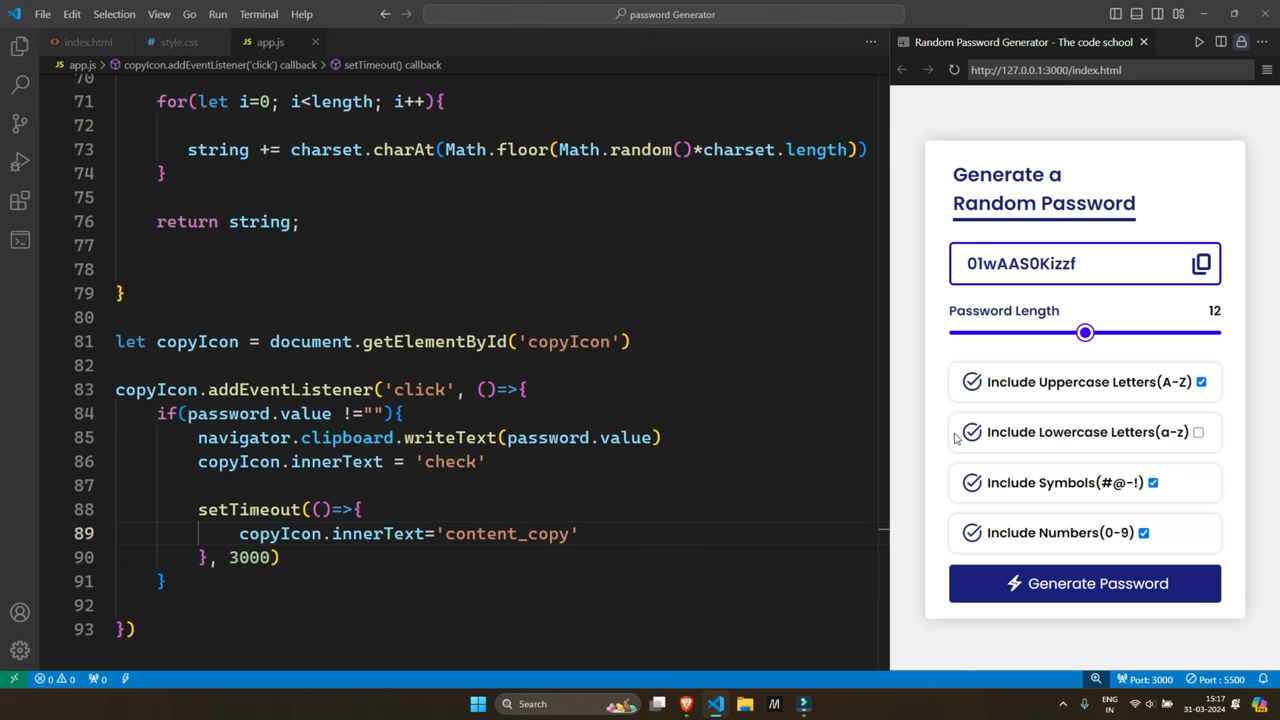 File Edit Selection View Go Run Terminal Help
password Generator
index.html
style.css
app.js
app.js > copyIcon.addEventListener('click') callback > setTimeout() callback
70
71 for(let i=0; i<length; i++){
72
73 string += charset.charAt(Math.floor(Math.random()*charset.length))
74 }
75
76 return string;
77
78
79 }
80
81 let copyIcon = document.getElementById('copyIcon')
82
83 copyIcon.addEventListener('click', ()=>{
84 if(password.value !=""){
85 navigator.clipboard.writeText(password.value)
86 copyIcon.innerText = 'check'
87
88 setTimeout(()=>{
89 copyIcon.innerText='content_copy'
90 }, 3000)
91 }
92
93 })
Random Password Generator - The code school
http://127.0.0.1:3000/index.html
Generate a
Random Password
01wAAS0Kizzf
Password Length 12
Include Uppercase Letters(A-Z)
Include Lowercase Letters(a-z)
Include Symbols(#@-!)
Include Numbers(0-9)
Generate Password
0 0 0 Port: 3000 Port : 5500
Search
M
ENG
IN
15:17
31-03-2024